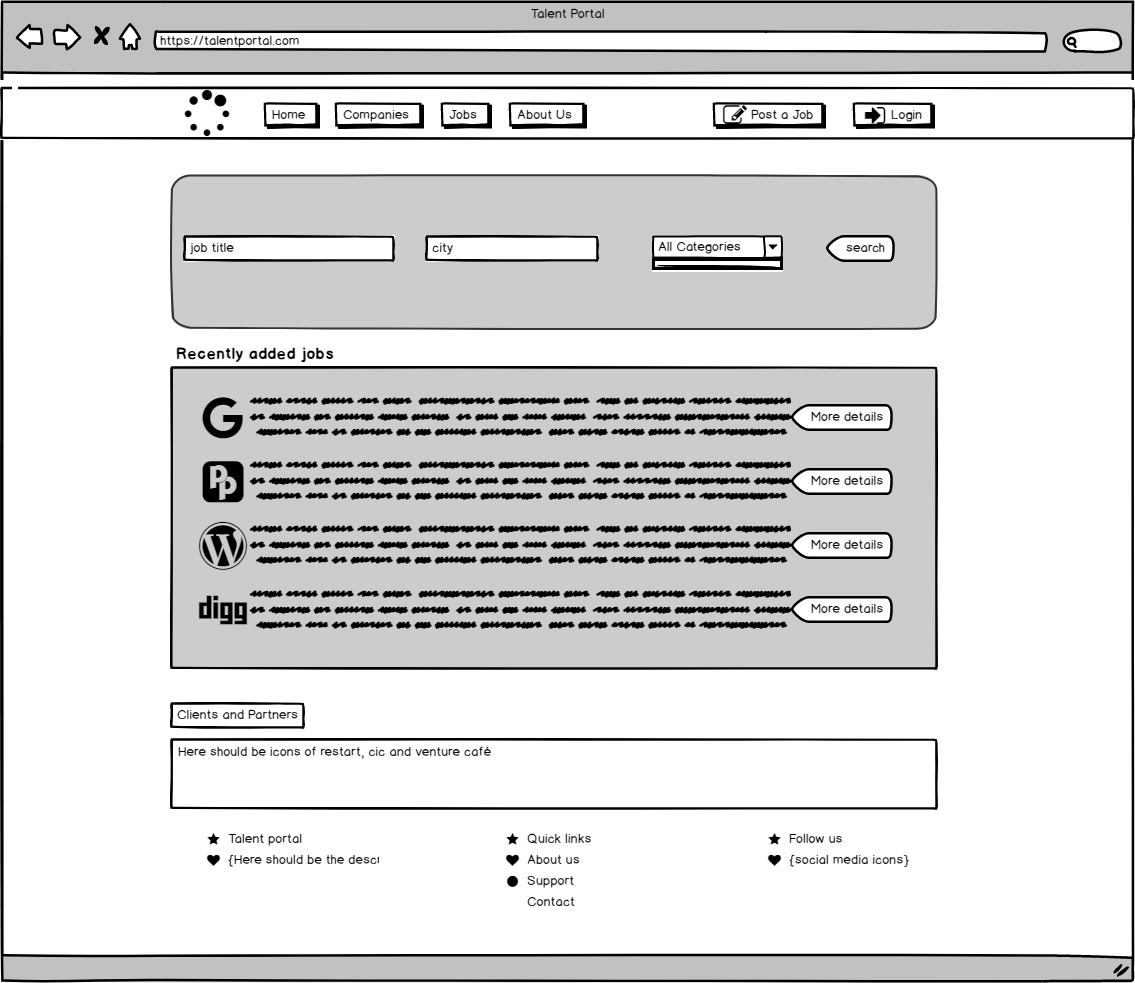 Talent Portal
https://talentportal.com
Home Companies Jobs About Us Post a Job Login
job title city All Categories search
Recently added jobs
More details
More details
More details
digg More details
Clients and Partners
Here should be icons of restart, cic and venture café
Talent portal Quick links Follow us
{Here should be the About us {social media icons}
Support
Contact